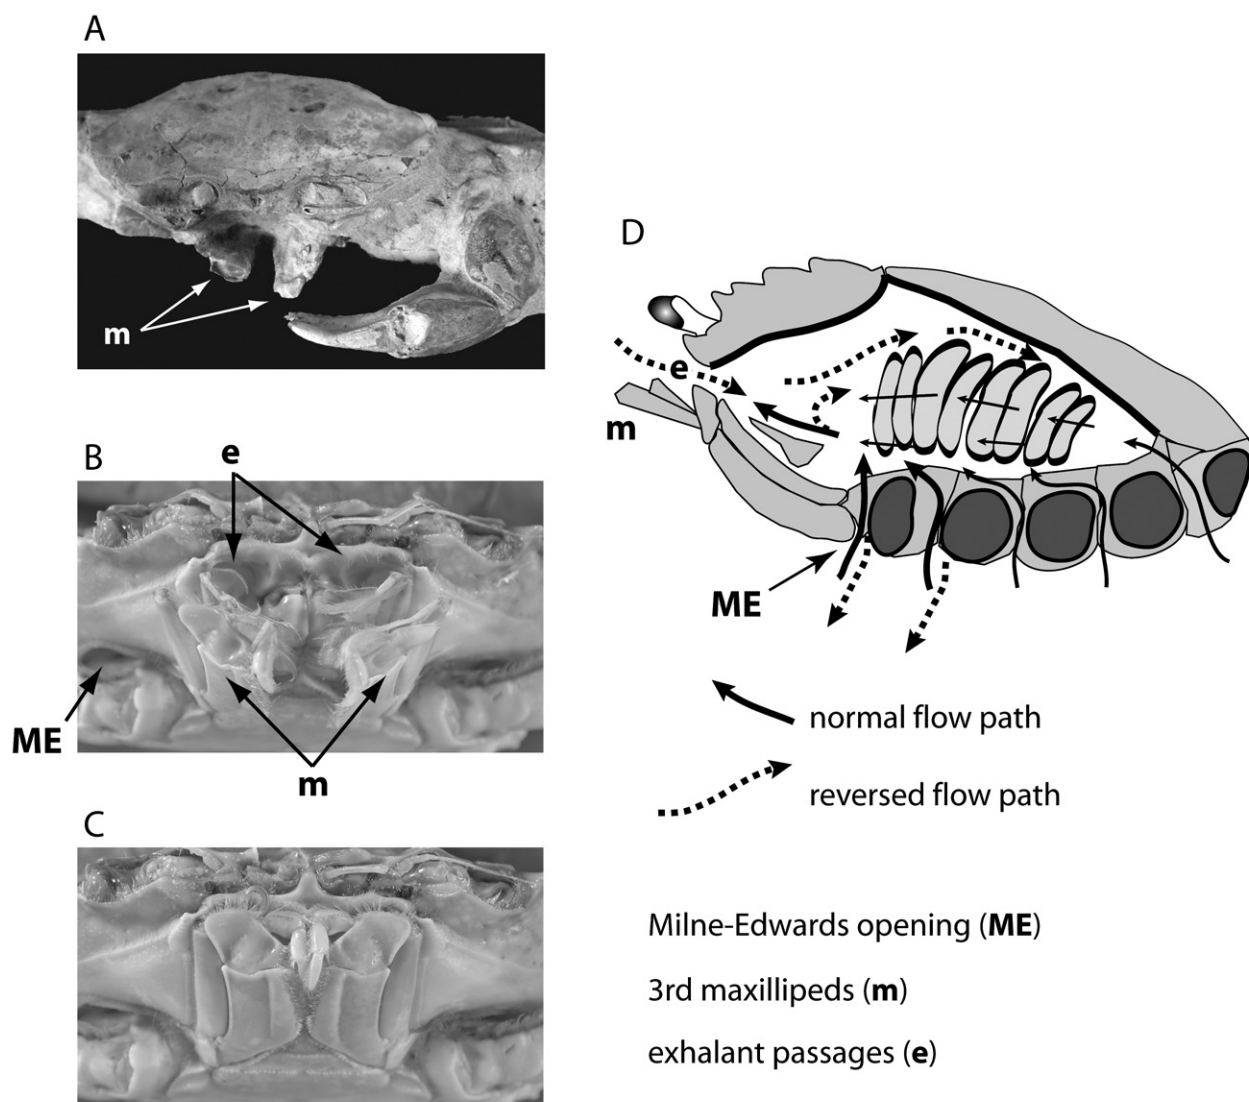 A
m
B
e
ME
m
C
D
e
m
ME
normal flow path
reversed flow path
Milne-Edwards opening (ME)
3rd maxillipeds (m)
exhalant passages (e)